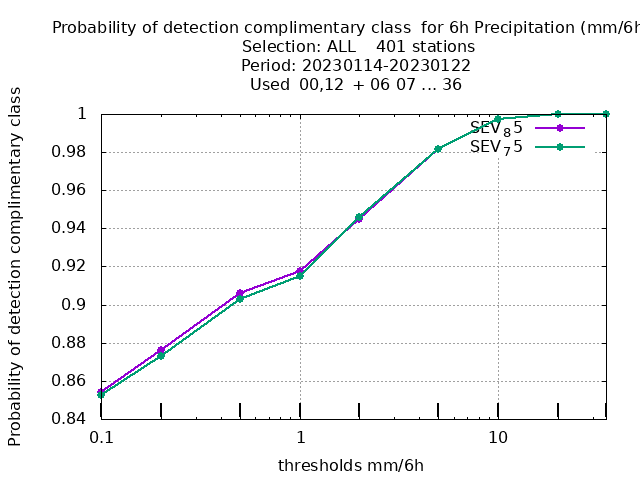 Probability of detection complimentary class  for 6h Precipitation (mm/6h
Selection: ALL    401 stations
Period: 20230114-20230122
Used  00,12  + 06 07 ... 36
Probability of detection complimentary class
1
0.98
0.96
0.94
0.92
0.9
0.88
0.86
0.84
SEV₈5
SEV₇5
0.1
1
10
thresholds mm/6h